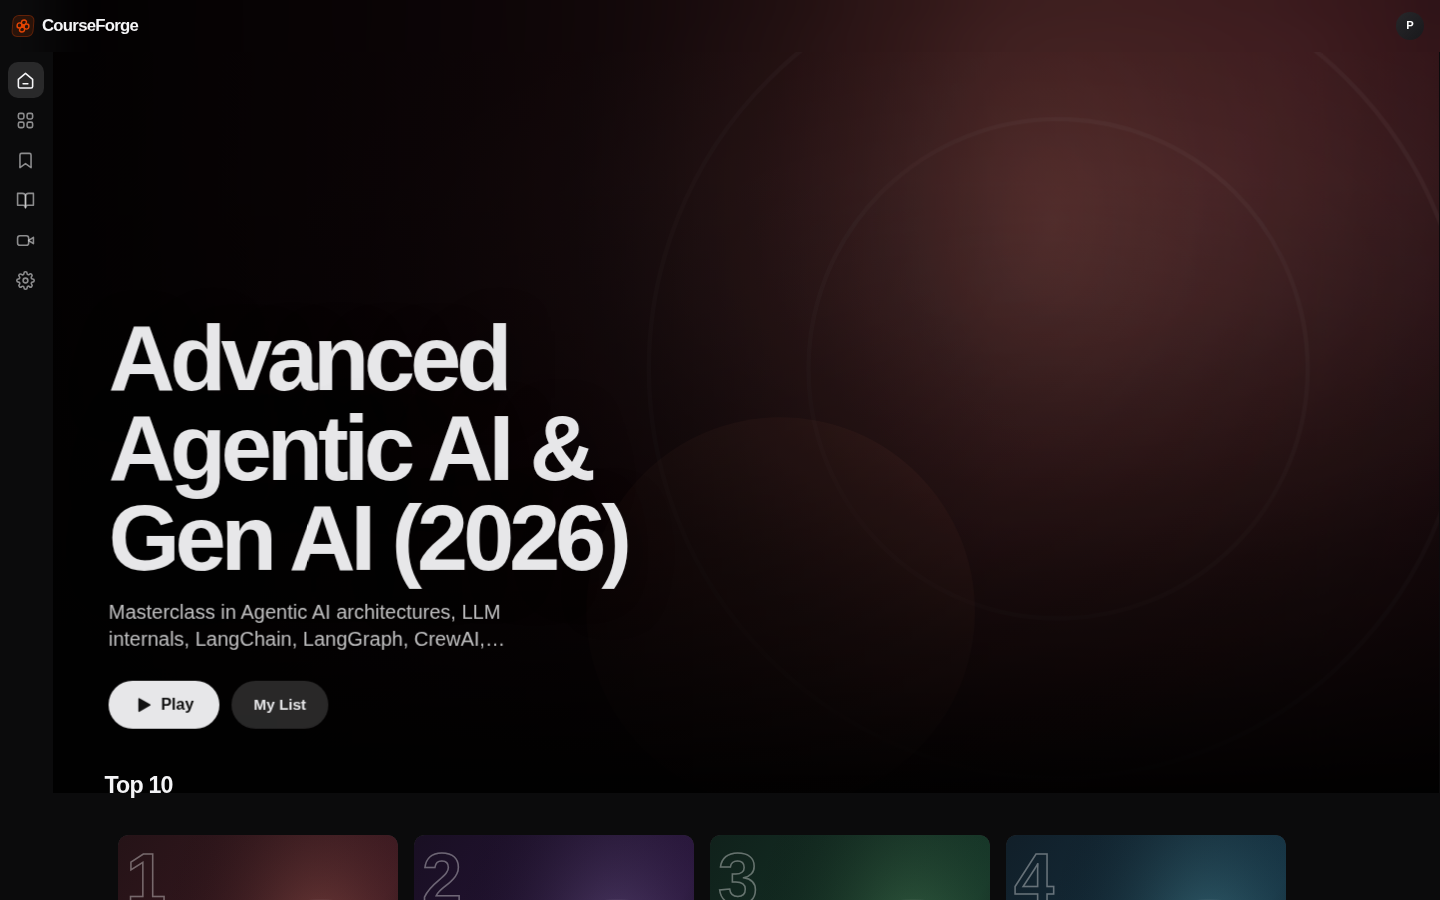 CourseForge
P
Advanced
Agentic AI &
Gen AI (2026)
Masterclass in Agentic AI architectures, LLM
internals, LangChain, LangGraph, CrewAI,…
Play
My List
Top 10
1
2
3
4